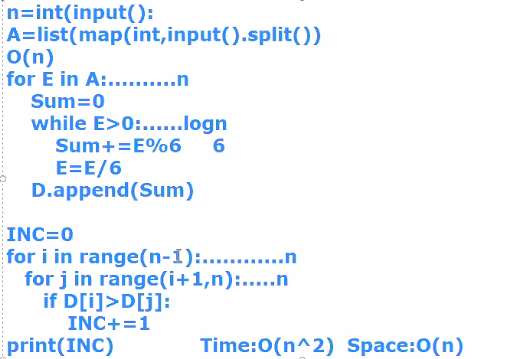 n=int(input():
A=list(map(int,input().split())
O(n)
for E in A:..........n
Sum=0
while E>0:......logn
Sum+=E%6 6
E=E/6
D.append(Sum)
INC=0
for i in range(n-1):............n
for j in range(i+1,n):.....n
if D[i]>D[j]:
INC+=1
print(INC) Time:O(n^2) Space:O(n)